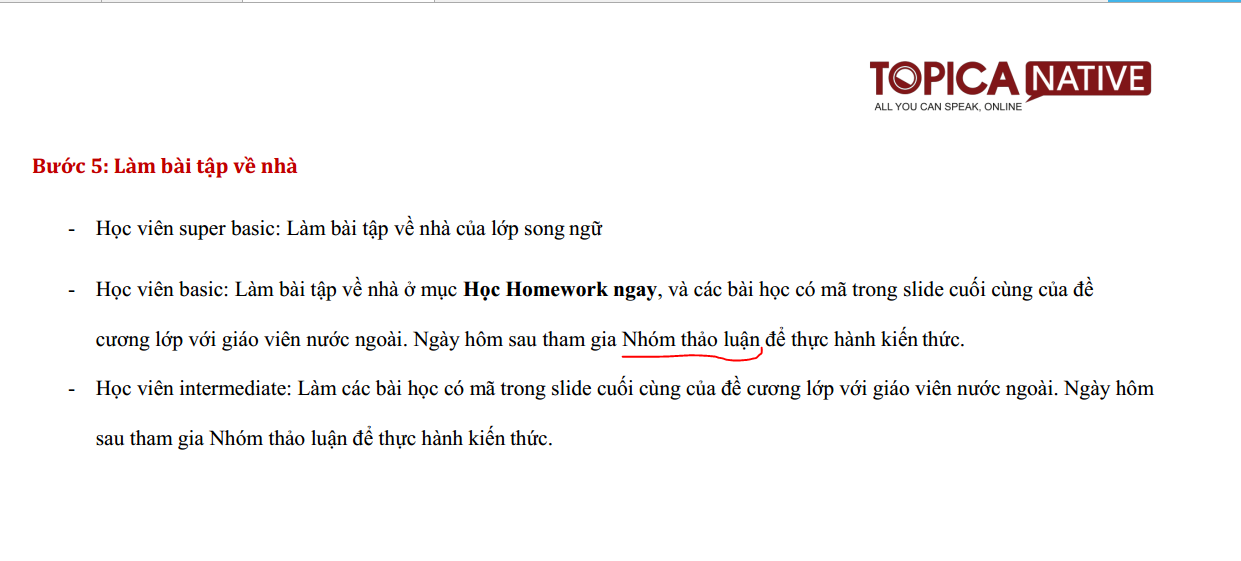 TOPICA NATIVE
ALL YOU CAN SPEAK, ONLINE
Bước 5: Làm bài tập về nhà
- Học viên super basic: Làm bài tập về nhà của lớp song ngữ
- Học viên basic: Làm bài tập về nhà ở mục Học Homework ngay, và các bài học có mã trong slide cuối cùng của đề
cương lớp với giáo viên nước ngoài. Ngày hôm sau tham gia Nhóm thảo luận để thực hành kiến thức.
- Học viên intermediate: Làm các bài học có mã trong slide cuối cùng của đề cương lớp với giáo viên nước ngoài. Ngày hôm
sau tham gia Nhóm thảo luận để thực hành kiến thức.